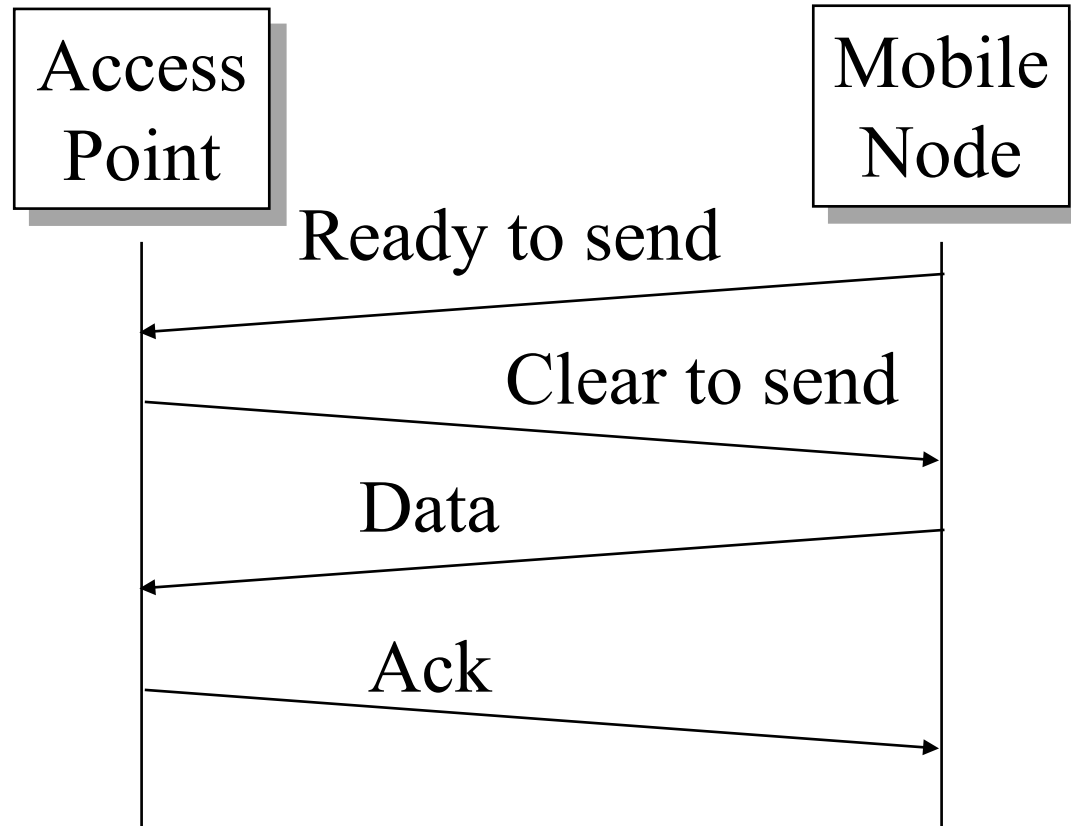 Access
Point
Mobile
Node
Ready to send
Clear to send
Data
Ack